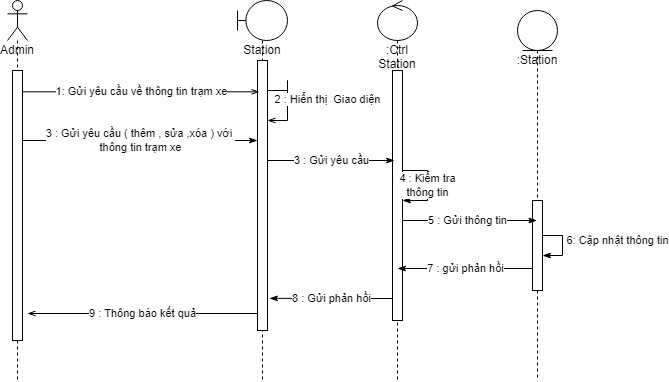 Admin
Station
:Ctrl
Station
:Station
1: Gửi yêu cầu về thông tin trạm xe
2 : Hiển thị Giao diện
3 : Gửi yêu cầu ( thêm , sửa ,xóa ) với
thông tin trạm xe
3 : Gửi yêu cầu
4 : Kiểm tra
thông tin
5 : Gửi thông tin
6: Cập nhật thông tin
7 : gửi phản hồi
8 : Gửi phản hồi
9 : Thông báo kết quả